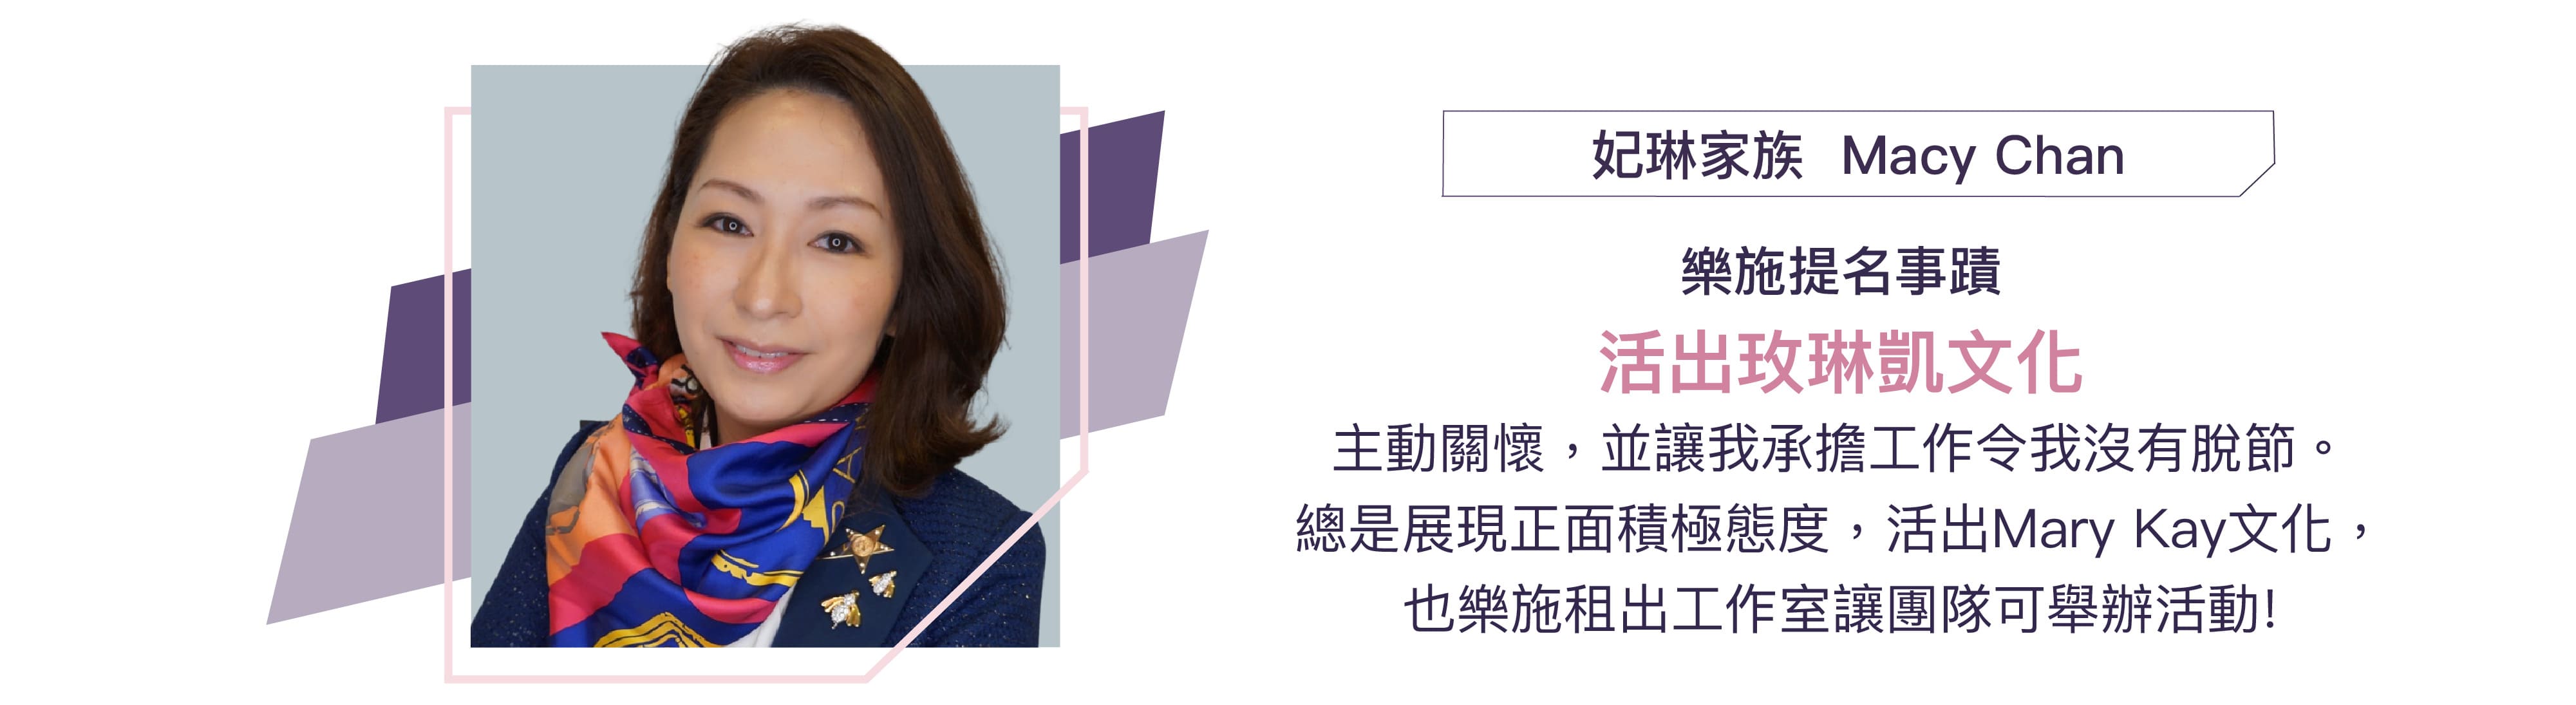 妃琳家族 Macy Chan
樂施提名事蹟
活出玫琳凱文化
主動關懷，並讓我承擔工作令我沒有脫節。
總是展現正面積極態度，活出Mary Kay文化，
也樂施租出工作室讓團隊可舉辦活動!